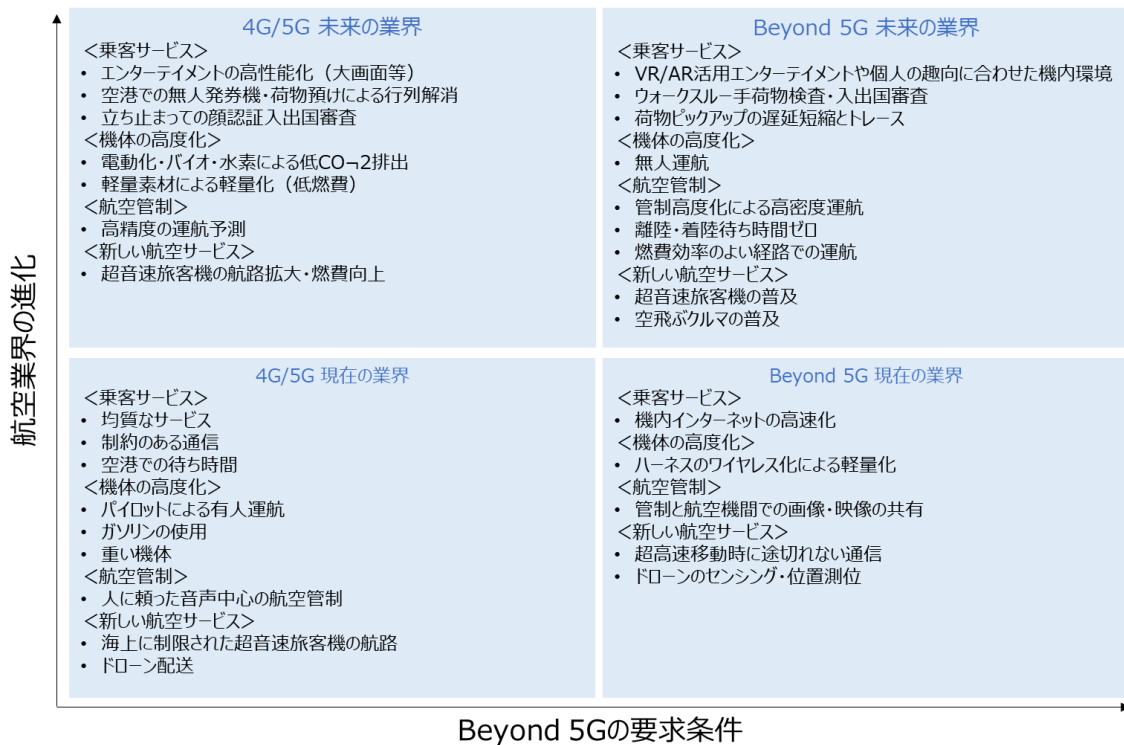 4G/5G 未来の業界
<乗客サービス>
• エンターテイメントの高性能化（大画面等）
• 空港での無人発券機・荷物預けによる行列解消
• 立ち止まっての顔認証入出国審査
<機体の高度化>
• 電動化・バイオ・水素による低CO¬2排出
• 軽量素材による軽量化（低燃費）
<航空管制>
• 高精度の運航予測
<新しい航空サービス>
• 超音速旅客機の航路拡大・燃費向上
Beyond 5G 未来の業界
<乗客サービス>
• VR/AR活用エンターテイメントや個人の趣向に合わせた機内環境
• ウォークスルー手荷物検査・入出国審査
• 荷物ピックアップの遅延短縮とトレース
<機体の高度化>
• 無人運航
<航空管制>
• 管制高度化による高密度運航
• 離陸・着陸待ち時間ゼロ
• 燃費効率のよい経路での運航
<新しい航空サービス>
• 超音速旅客機の普及
• 空飛ぶクルマの普及
航空業界の進化
4G/5G 現在の業界
<乗客サービス>
• 均質なサービス
• 制約のある通信
• 空港での待ち時間
<機体の高度化>
• パイロットによる有人運航
• ガソリンの使用
• 重い機体
<航空管制>
• 人に頼った音声中心の航空管制
<新しい航空サービス>
• 海上に制限された超音速旅客機の航路
• ドローン配送
Beyond 5G 現在の業界
<乗客サービス>
• 機内インターネットの高速化
<機体の高度化>
• ハーネスのワイヤレス化による軽量化
<航空管制>
• 管制と航空機間での画像・映像の共有
<新しい航空サービス>
• 超高速移動時に途切れない通信
• ドローンのセンシング・位置測位
Beyond 5Gの要求条件